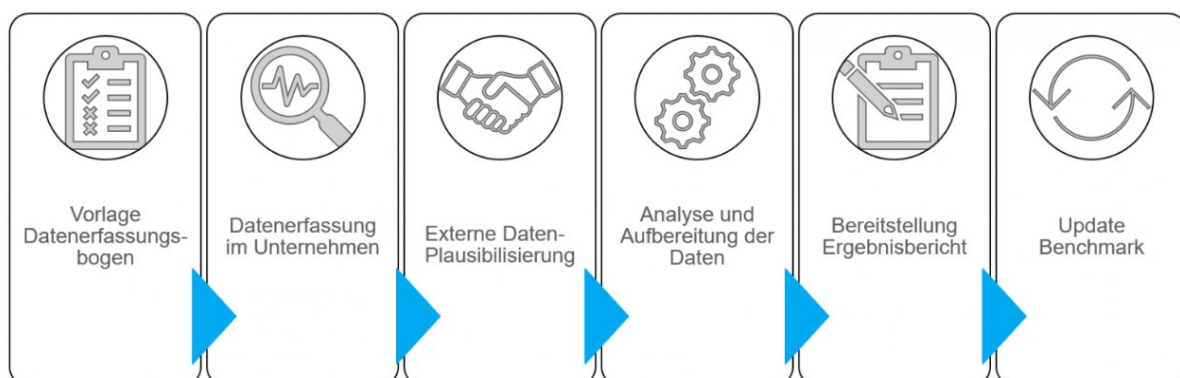 Vorlage
Datenerfassungs-
bogen
Datenerfassung
im Unternehmen
Externe Daten-
Plausibilisierung
Analyse und
Aufbereitung der
Daten
Bereitstellung
Ergebnisbericht
Update
Benchmark